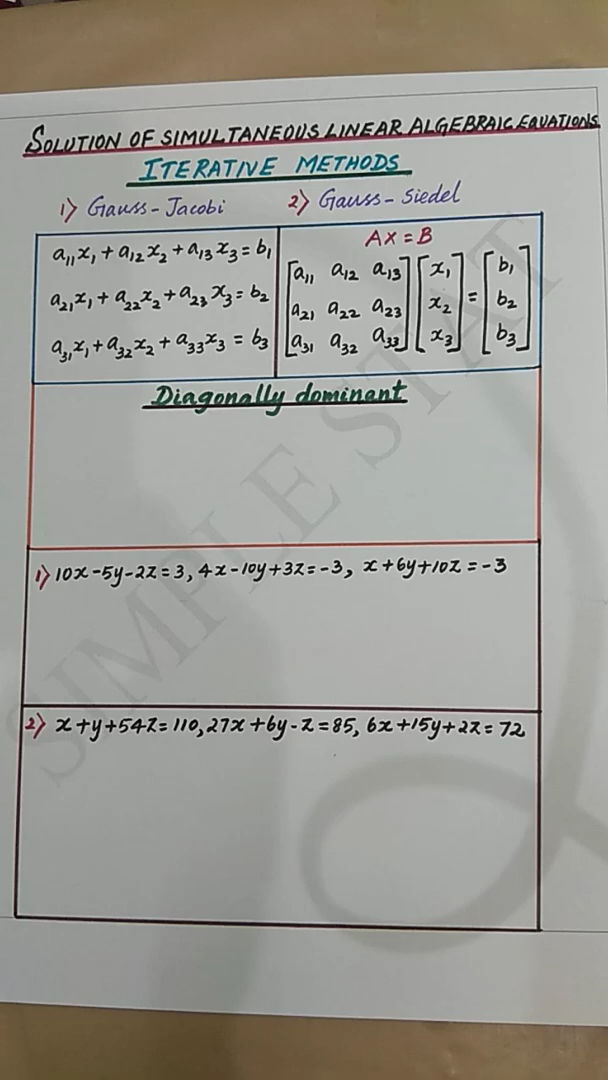 SOLUTION OF SIMULTANEOUS LINEAR ALGEBRAIC EQUATIONS
ITERATIVE METHODS
1) Gauss-Jacobi 2) Gauss-Siedel
a₁₁x₁ + a₁₂x₂ + a₁₃x₃ = b₁
a₂₁x₁ + a₂₂x₂ + a₂₃x₃ = b₂
a₃₁x₁ + a₃₂x₂ + a₃₃x₃ = b₃
AX = B
[a₁₁ a₁₂ a₁₃] [x₁] [b₁]
[a₂₁ a₂₂ a₂₃] [x₂] = [b₂]
[a₃₁ a₃₂ a₃₃] [x₃] [b₃]
Diagonally dominant
1) 10x-5y-2z=3, 4x-10y+3z=-3, x+6y+10z=-3
2) x+y+54z=110, 27x+6y-z=85, 6x+15y+2z=72
SIMPLE STAT